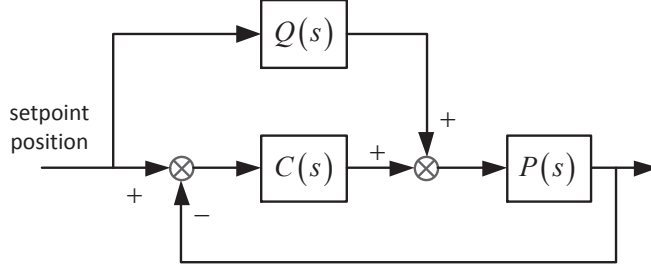 Q(s)
setpoint
position
+
+
C(s)
+
P(s)
−